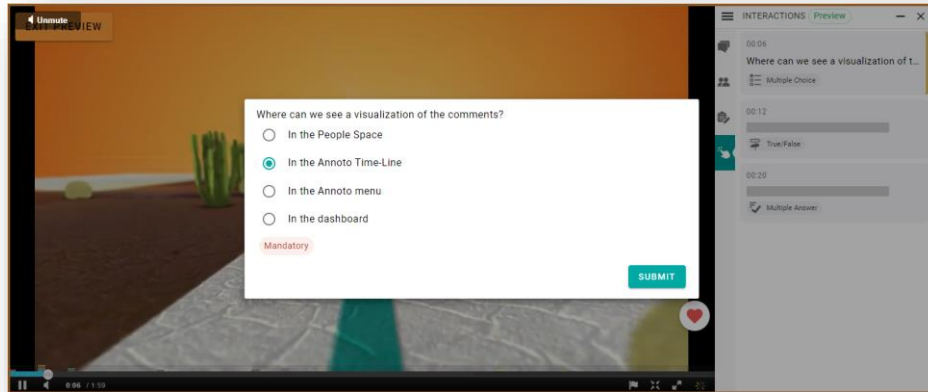 Unmute
EXIT PREVIEW
Where can we see a visualization of the comments?
In the People Space
In the Annoto Time-Line
In the Annoto menu
In the dashboard
Mandatory
SUBMIT
0:06 / 1:59
INTERACTIONS Preview
00:06
Where can we see a visualization of t...
Multiple Choice
00:12
True/False
00:20
Multiple Answer